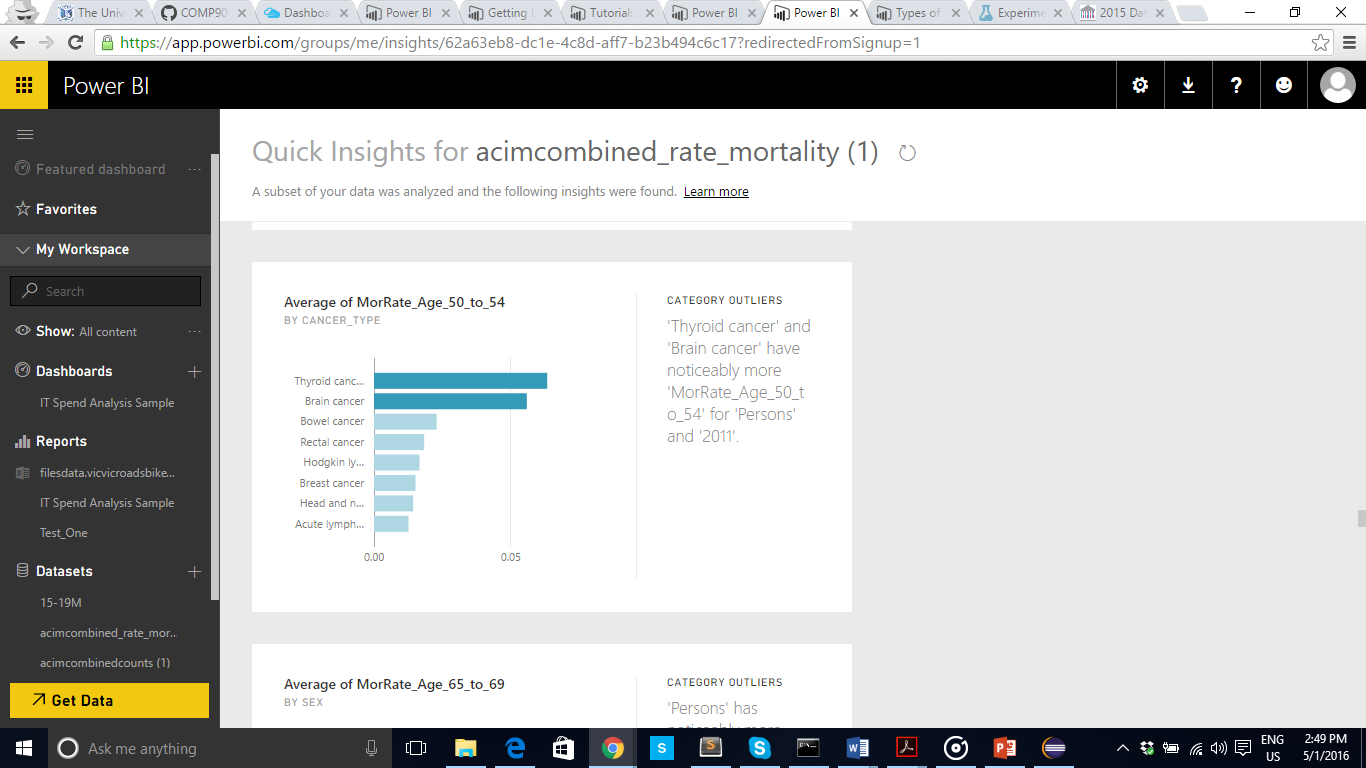 The Unive
COMP90
Dashboa
Power BI
Getting
Tutorial
Power BI
Power BI
Types of
Experime
2015 Da
https://app.powerbi.com/groups/me/insights/62a63eb8-dc1e-4c8d-aff7-b23b494c6c17?redirectedFromSignup=1
Power BI
Featured dashboard ...
Favorites
My Workspace
Search
Show: All content ...
Dashboards
IT Spend Analysis Sample
Reports
filesdata.vicvicroadsbike...
IT Spend Analysis Sample
Test_One
Datasets
15-19M
acimcombined_rate_mor...
acimcombinedcounts (1)
Get Data
Quick Insights for acimcombined_rate_mortality (1)
A subset of your data was analyzed and the following insights were found. Learn more
Average of MorRate_Age_50_to_54
BY CANCER_TYPE
Thyroid canc...
Brain cancer
Bowel cancer
Rectal cancer
Hodgkin ly...
Breast cancer
Head and n...
Acute lymph...
0.00 0.05
CATEGORY OUTLIERS
'Thyroid cancer' and
'Brain cancer' have
noticeably more
'MorRate_Age_50_t
o_54' for 'Persons'
and '2011'.
Average of MorRate_Age_65_to_69
BY SEX
CATEGORY OUTLIERS
'Persons' has
noticeably more
Ask me anything
ENG
US
2:49 PM
5/1/2016